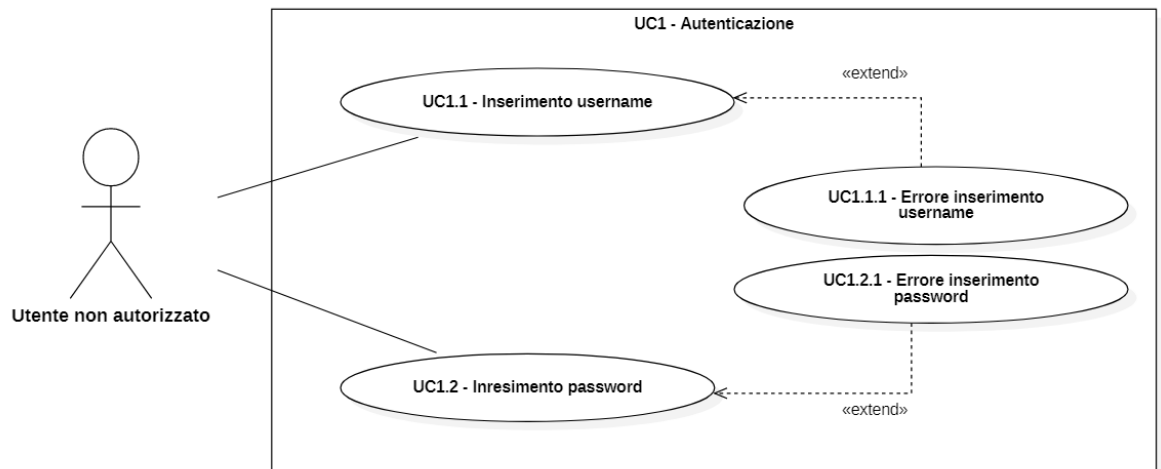 UC1 - Autenticazione
«extend»
UC1.1 - Inserimento username
UC1.1.1 - Errore inserimento
username
UC1.2.1 - Errore inserimento
password
Utente non autorizzato
UC1.2 - Inresimento password
«extend»